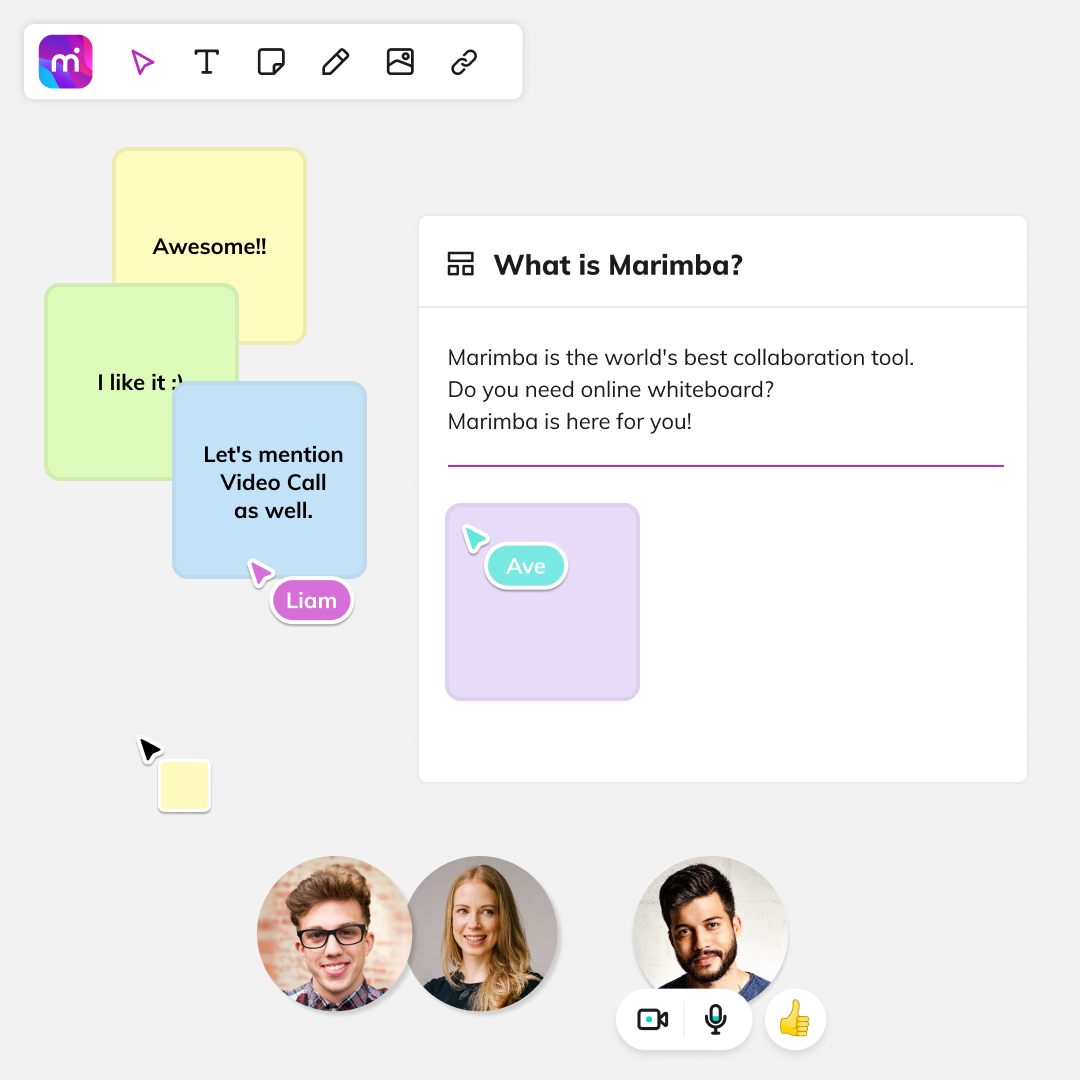 mi
Awesome!!
I like it :)
Let's mention
Video Call
as well.
Liam
What is Marimba?
Marimba is the world's best collaboration tool.
Do you need online whiteboard?
Marimba is here for you!
Ave